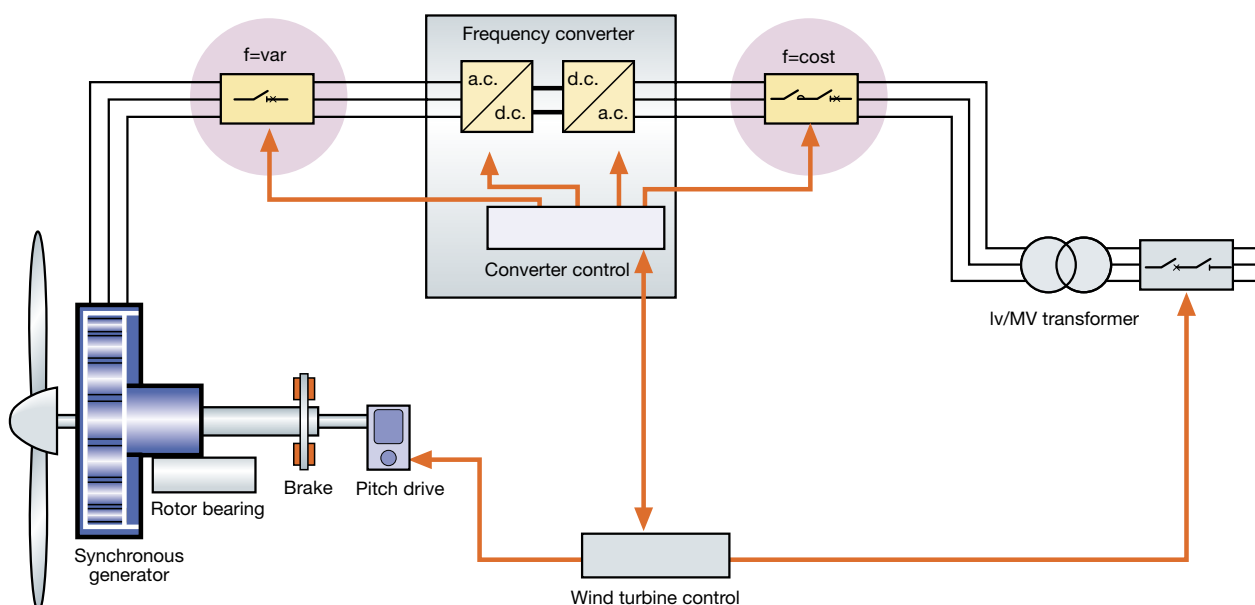 Frequency converter
f=var
f=cost
a.c.
d.c.
d.c.
a.c.
Converter control
lv/MV transformer
Brake
Pitch drive
Rotor bearing
Synchronous
generator
Wind turbine control